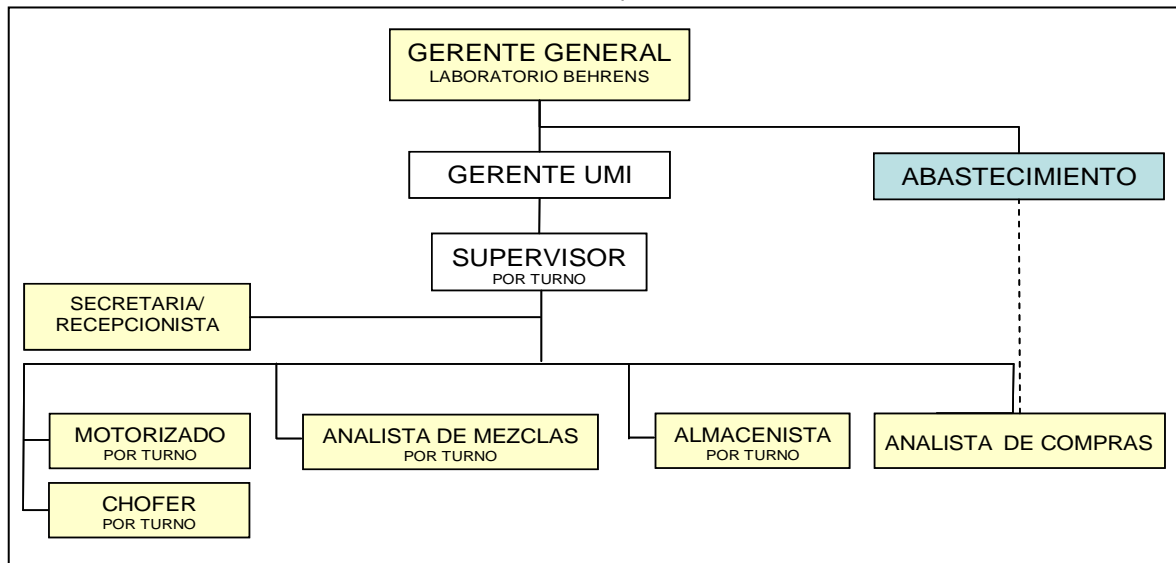 GERENTE GENERAL
LABORATORIO BEHRENS
GERENTE UMI
ABASTECIMIENTO
SUPERVISOR
POR TURNO
SECRETARIA/
RECEPCIONISTA
MOTORIZADO
POR TURNO
ANALISTA DE MEZCLAS
POR TURNO
ALMACENISTA
POR TURNO
ANALISTA DE COMPRAS
CHOFER
POR TURNO